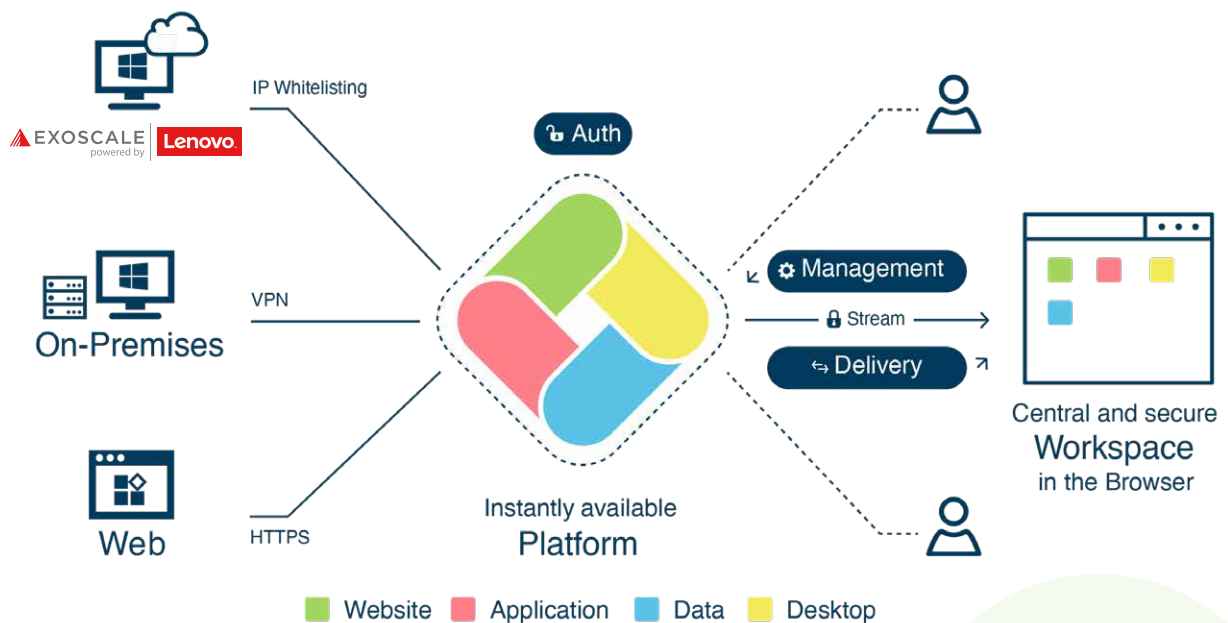 IP Whitelisting
EXOSCALE
powered by
Lenovo.
Auth
Management
VPN
Stream
On-Premises
Delivery
Central and secure
Workspace
in the Browser
Instantly available
Platform
Web
HTTPS
Website
Application
Data
Desktop